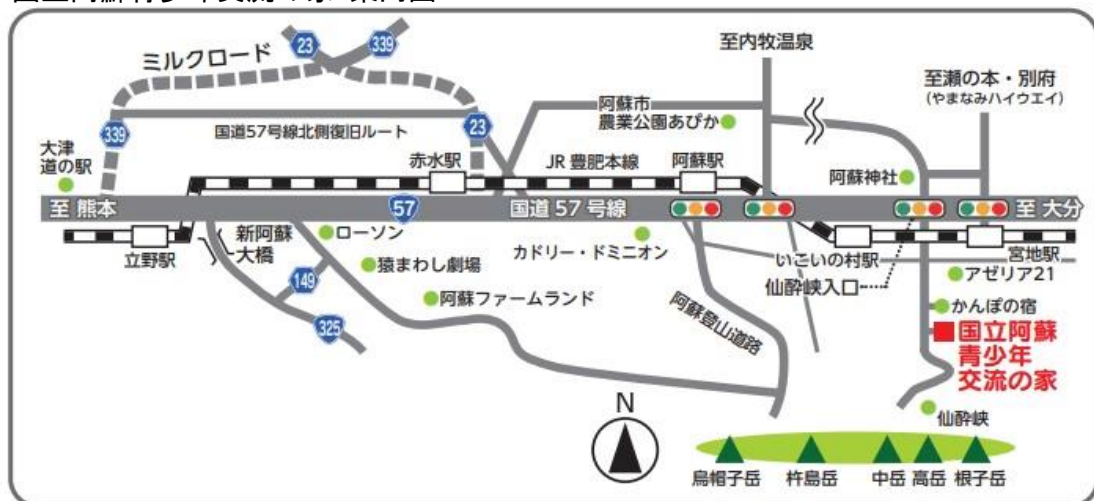 23
339
ミルクロード
至内牧温泉
至瀬の本・別府
(やまなみハイウエイ)
阿蘇市
農業公園あぴか
339
国道57号線北側復旧ルート
23
大津
道の駅
赤水駅
JR 豊肥本線
阿蘇駅
阿蘇神社
至 熊本
57
国道 57 号線
至 大分
立野駅
新阿蘇
大橋
ローソン
カドリー・ドミニオン
いこいの村駅
宮地駅
猿まわし劇場
仙酔峡入口
アゼリア21
149
阿蘇ファームランド
かんぽの宿
325
阿蘇登山道路
国立阿蘇
青少年
交流の家
N
仙酔峡
烏帽子岳
杵島岳
中岳
高岳
根子岳